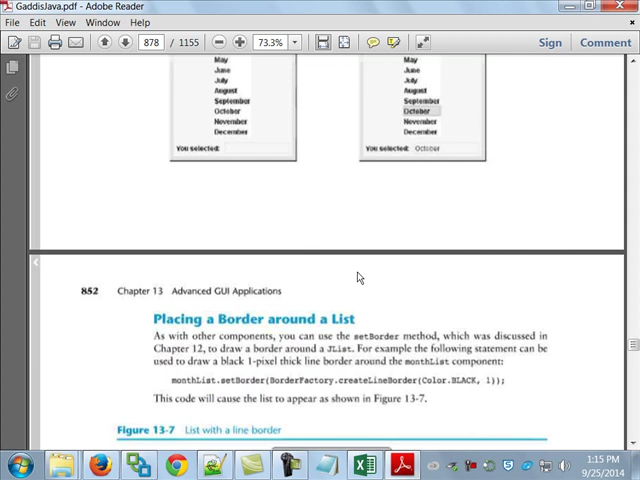 GaddisJava.pdf - Adobe Reader
File Edit View Window Help
878 / 1155 73.3% Sign Comment
May May
June June
July July
August August
September September
October October
November November
December December
You selected: You selected: October
852 Chapter 13 Advanced GUI Applications
Placing a Border around a List
As with other components, you can use the setBorder method, which was discussed in
Chapter 12, to draw a border around a JList. For example the following statement can be
used to draw a black 1-pixel thick line border around the monthList component:
monthList.setBorder(BorderFactory.createLineBorder(Color.BLACK, 1));
This code will cause the list to appear as shown in Figure 13-7.
Figure 13-7 List with a line border
1:15 PM
9/25/2014